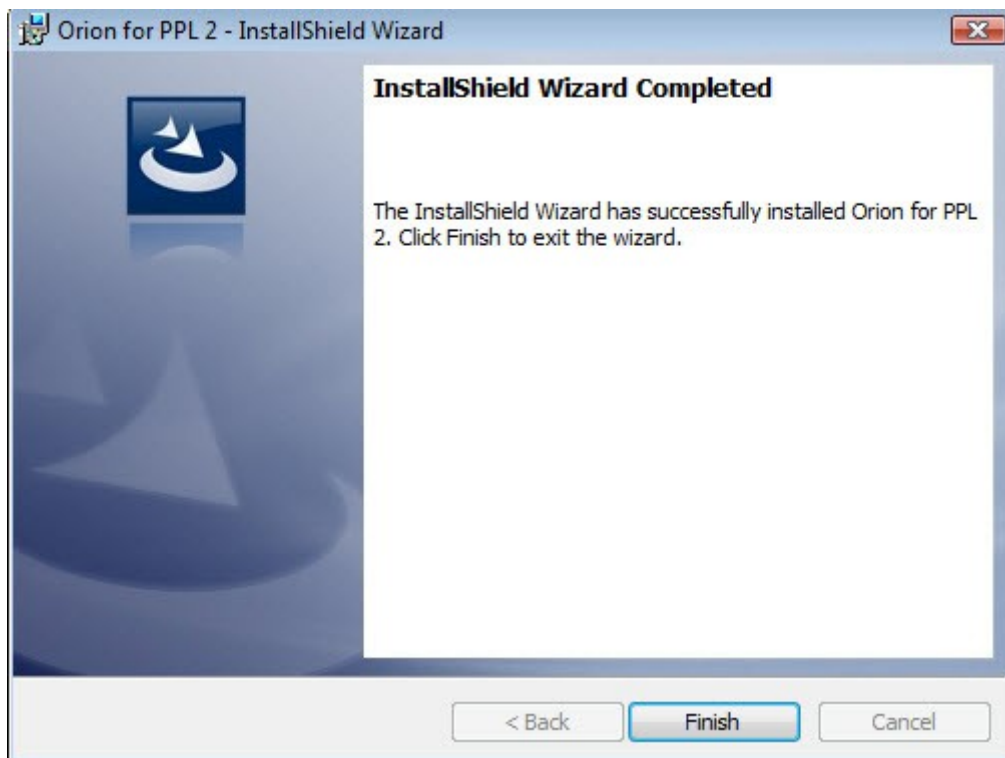 Orion for PPL 2 - InstallShield Wizard
InstallShield Wizard Completed
The InstallShield Wizard has successfully installed Orion for PPL
2. Click Finish to exit the wizard.
< Back
Finish
Cancel